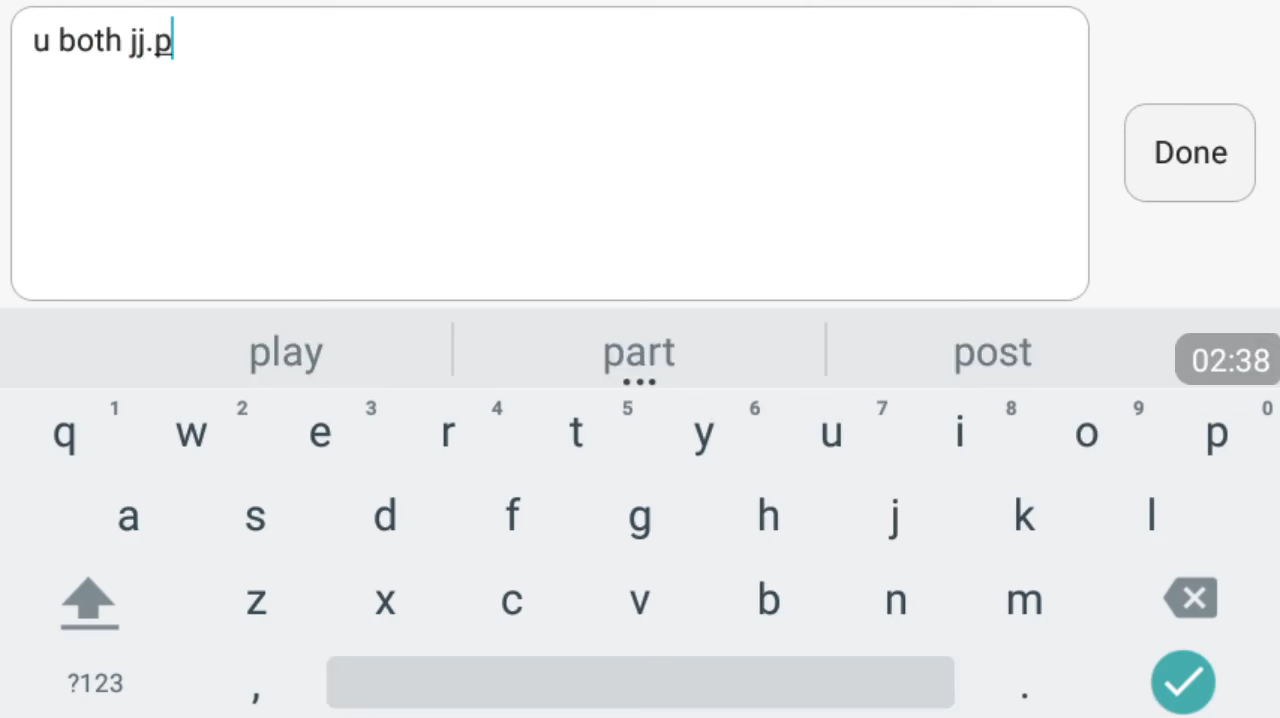 u both jj.p
Done
play part post
02:38
q 1 w 2 e 3 r 4 t 5 y 6 u 7 i 8 o 9 p 0
a s d f g h j k l
z x c v b n m
?123 , .